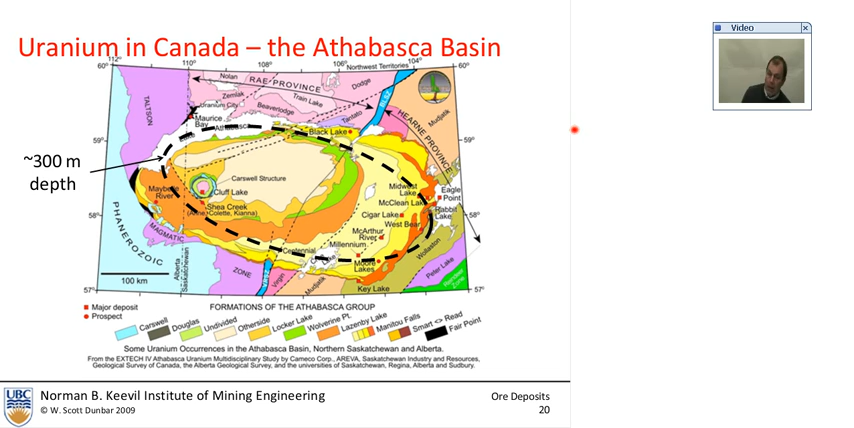 Uranium in Canada – the Athabasca Basin
Video
112°
60°
110°
108°
106°
Northwest Territories
104°
60°
Nolan
RAE PROVINCE
Dodge
Zemlak
Uranium City
Beaverlodge
Train Lake
Tantato
TALTSON
Maurice
Bay
Athabasca
Black Lake
HEARNE PROVINCE
Mudjatik
59°
59°
~300 m
depth
Carswell Structure
Cluff Lake
Maybelle
River
Shea Creek
(Anne, Colette, Kianna)
Midwest
Lake
McClean Lake
Eagle
Point
Rabbit
Lake
Cigar Lake
West Bear
58°
58°
McArthur
River
Millennium
Centennial
Moore
Lakes
Key Lake
PHANEROZOIC
MAGMATIC
ZONE
Alberta
Saskatchewan
Virgin
Mudjatik
Wollaston
Peter Lake
100 km
57°
57°
Major deposit
Prospect
FORMATIONS OF THE ATHABASCA GROUP
Carswell
Douglas
Undivided
Otherside
Locker Lake
Wolverine Pt.
Lazenby Lake
Manitou Falls
Smart <> Read
Fair Point
Some Uranium Occurrences in the Athabasca Basin, Northern Saskatchewan and Alberta.
From the EXTECH IV Athabasca Uranium Multidisciplinary Study by Cameco Corp., AREVA, Saskatchewan Industry and Resources,
Geological Survey of Canada, the Alberta Geological Survey, and the universities of Saskatchewan, Regina, Alberta and Sudbury.
UBC
Norman B. Keevil Institute of Mining Engineering
© W. Scott Dunbar 2009
Ore Deposits
20